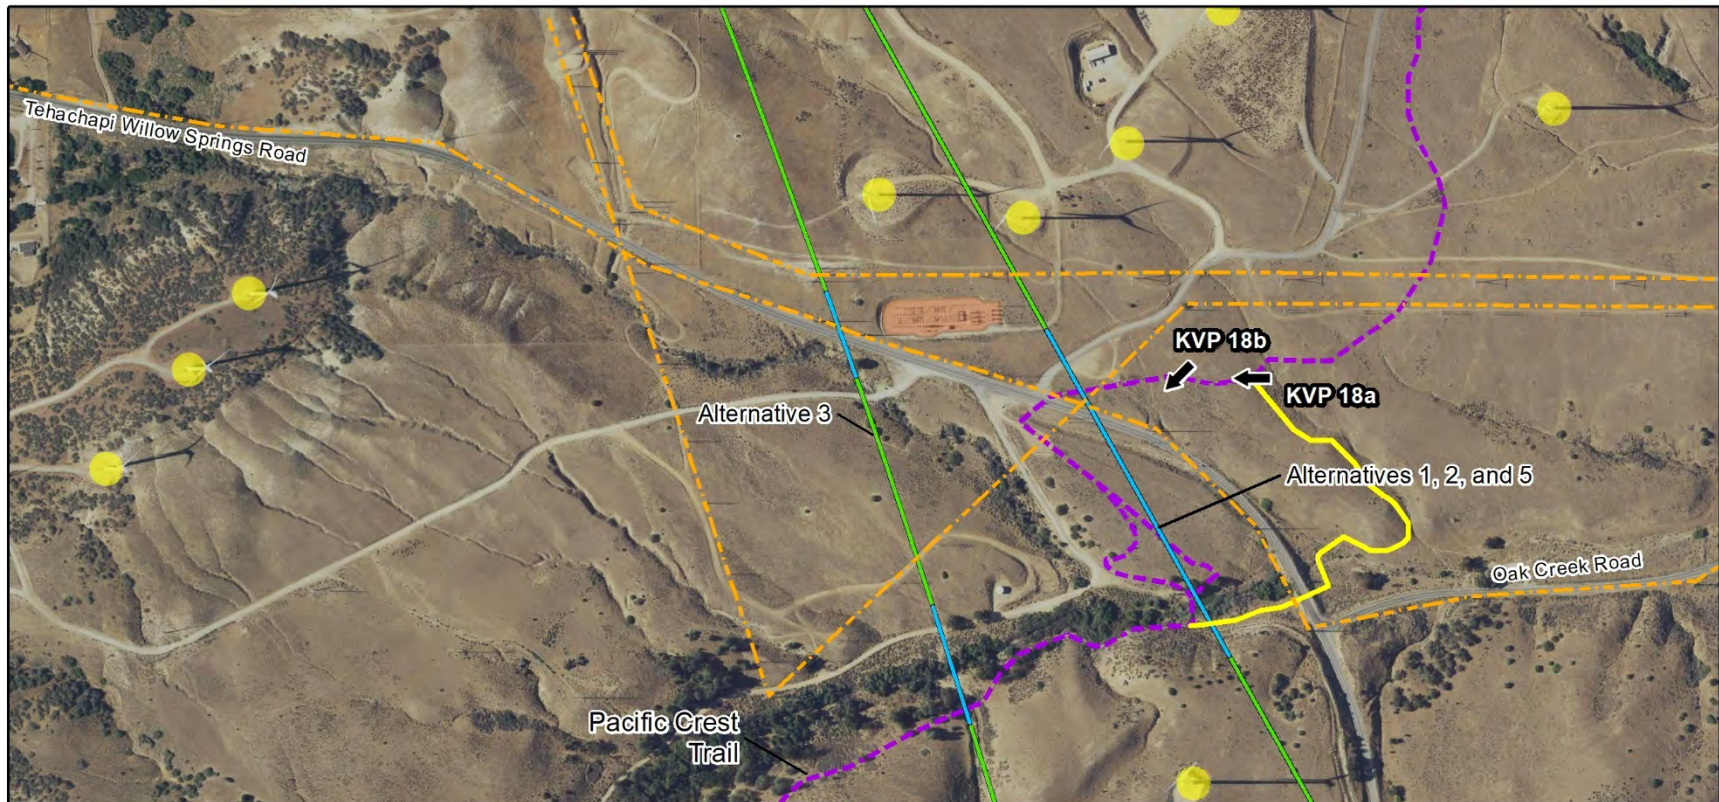 Tehachapi Willow Springs Road
KVP 18b
KVP 18a
Alternative 3
Alternatives 1, 2, and 5
Oak Creek Road
Pacific Crest
Trail